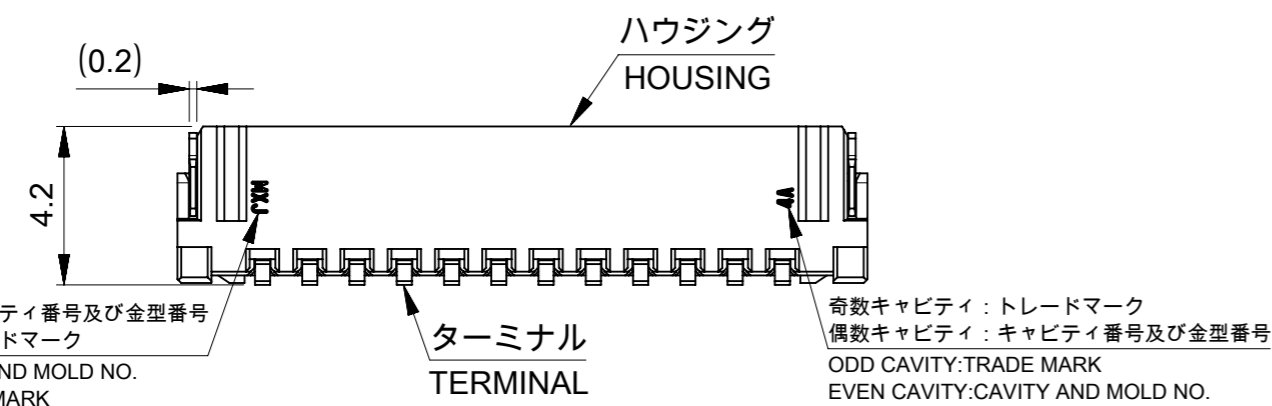 ハウジング
HOUSING
(0.2)
4.2
MXJ
ティ番号及び金型番号
ドマーク
ND MOLD NO.
MARK
ターミナル
TERMINAL
奇数キャビティ：トレードマーク
偶数キャビティ：キャビティ番号及び金型番号
ODD CAVITY:TRADE MARK
EVEN CAVITY:CAVITY AND MOLD NO.